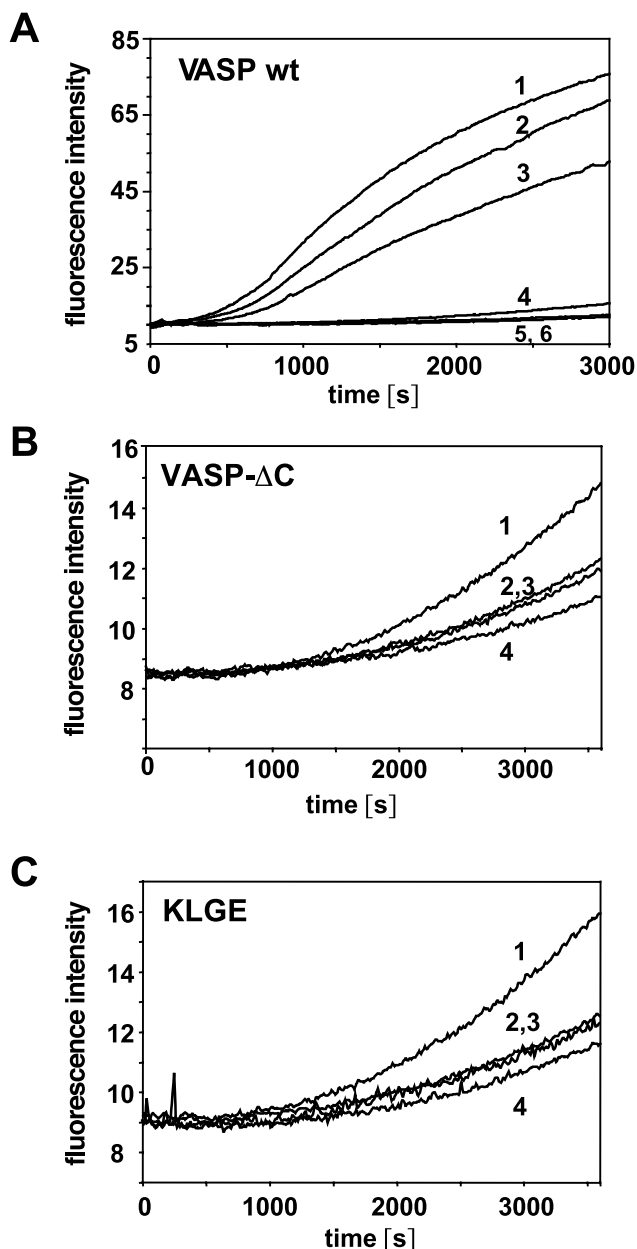 A
VASP wt
85
65
45
25
5
fluorescence intensity
1
2
3
4
5, 6
0 1000 2000 3000
time [s]
B
VASP-ΔC
16
14
12
10
8
fluorescence intensity
1
2,3
4
0 1000 2000 3000
time [s]
C
KLGE
16
14
12
10
8
fluorescence intensity
1
2,3
4
0 1000 2000 3000
time [s]